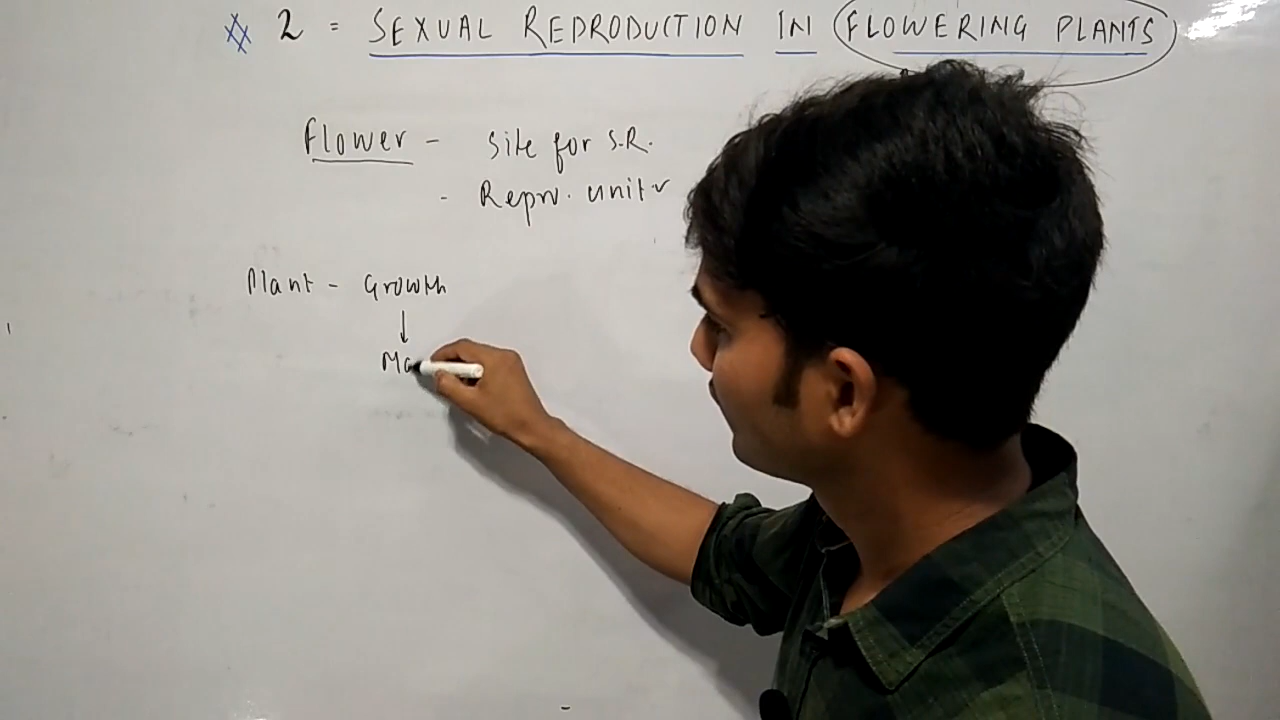 2 = SEXUAL REPRODUCTION IN FLOWERING PLANTS
Flower - Site for S.R.
- Repro. unit
Plant - Growth
↓
Ma